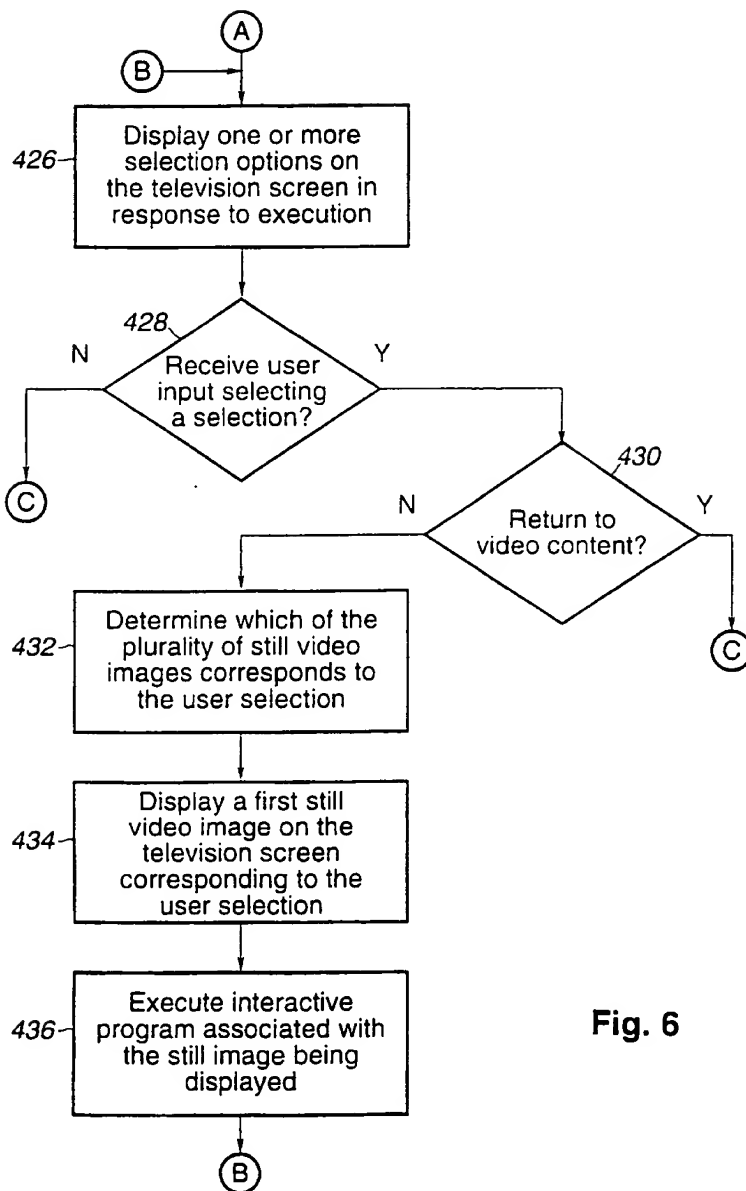 A
B
Display one or more
selection options on
the television screen in
response to execution
426
428
N
Y
Receive user
input selecting
a selection?
C
430
N
Y
Return to
video content?
C
Determine which of the
plurality of still video
images corresponds to
the user selection
432
Display a first still
video image on the
television screen
corresponding to the
user selection
434
Execute interactive
program associated with
the still image being
displayed
436
B
Fig. 6